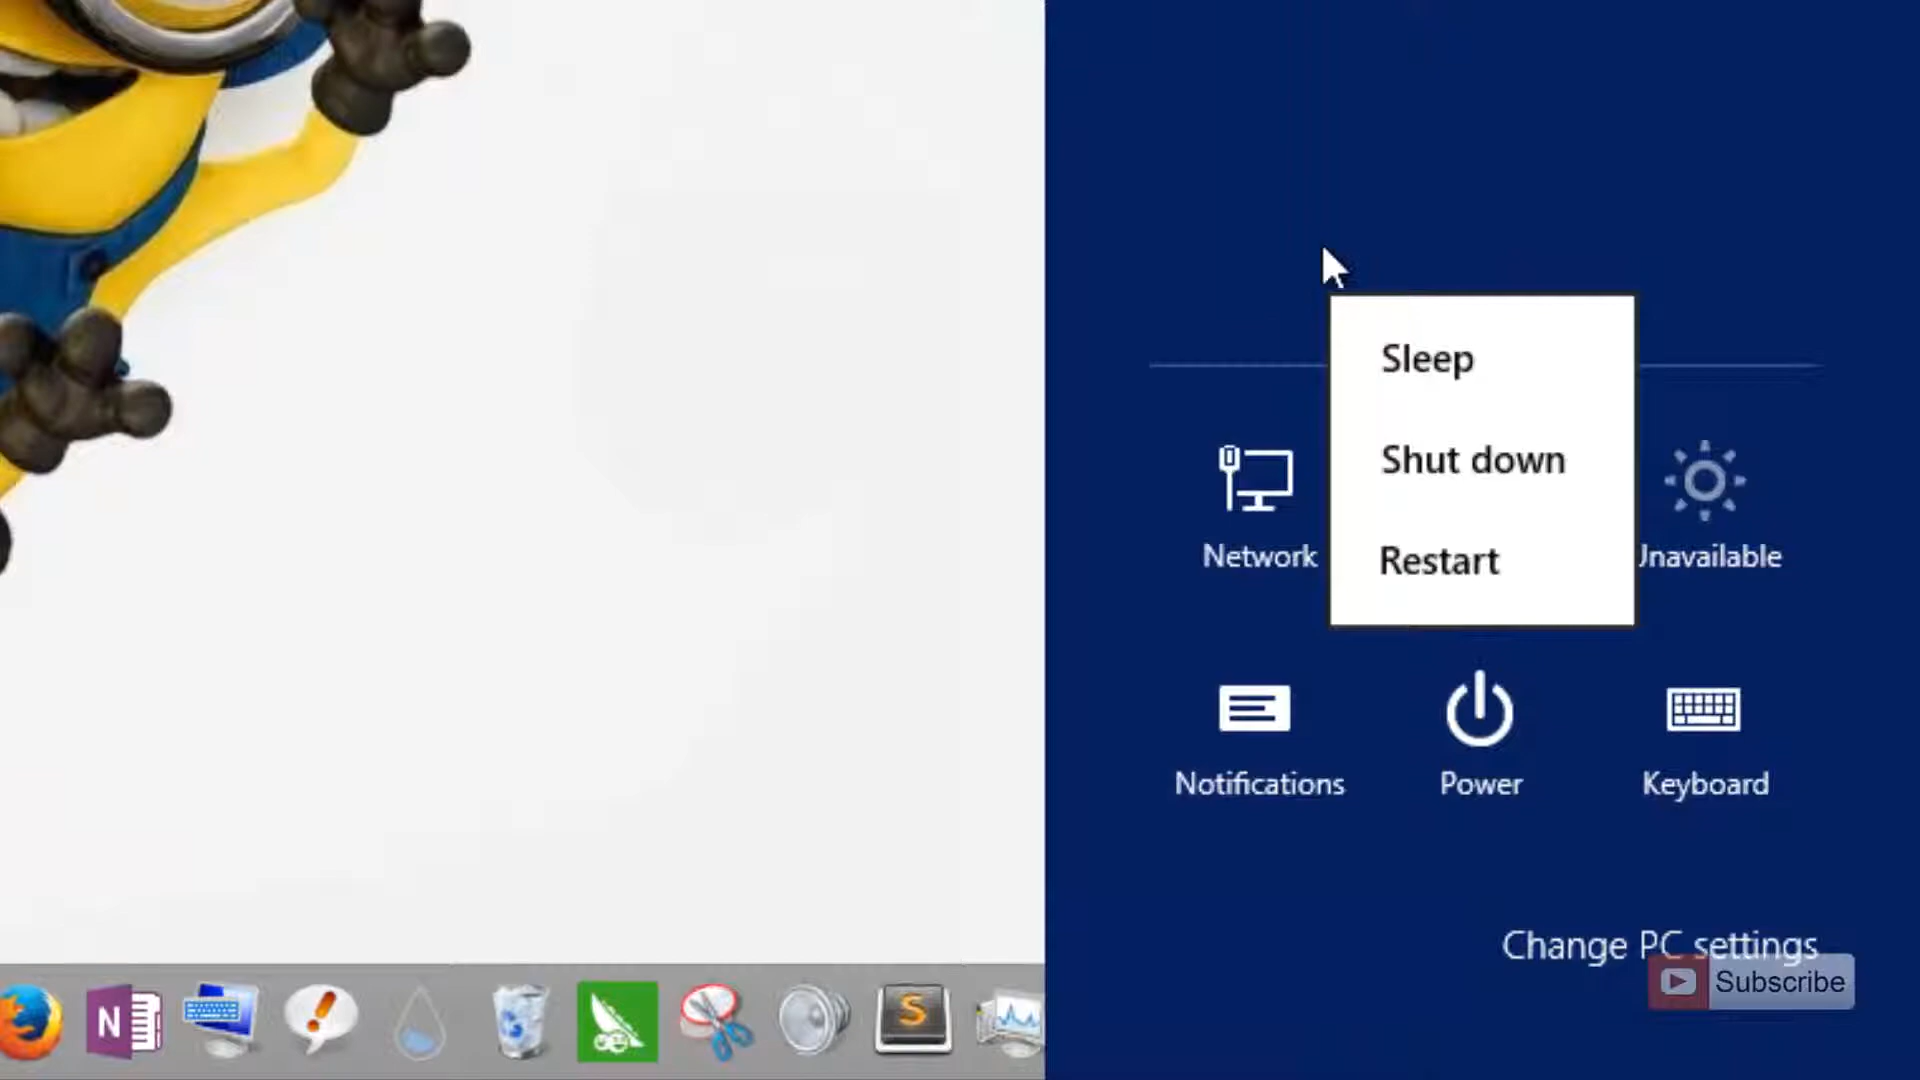 Sleep
Shut down
Restart
Network
Unavailable
Notifications
Power
Keyboard
Change PC settings
Subscribe
N
S